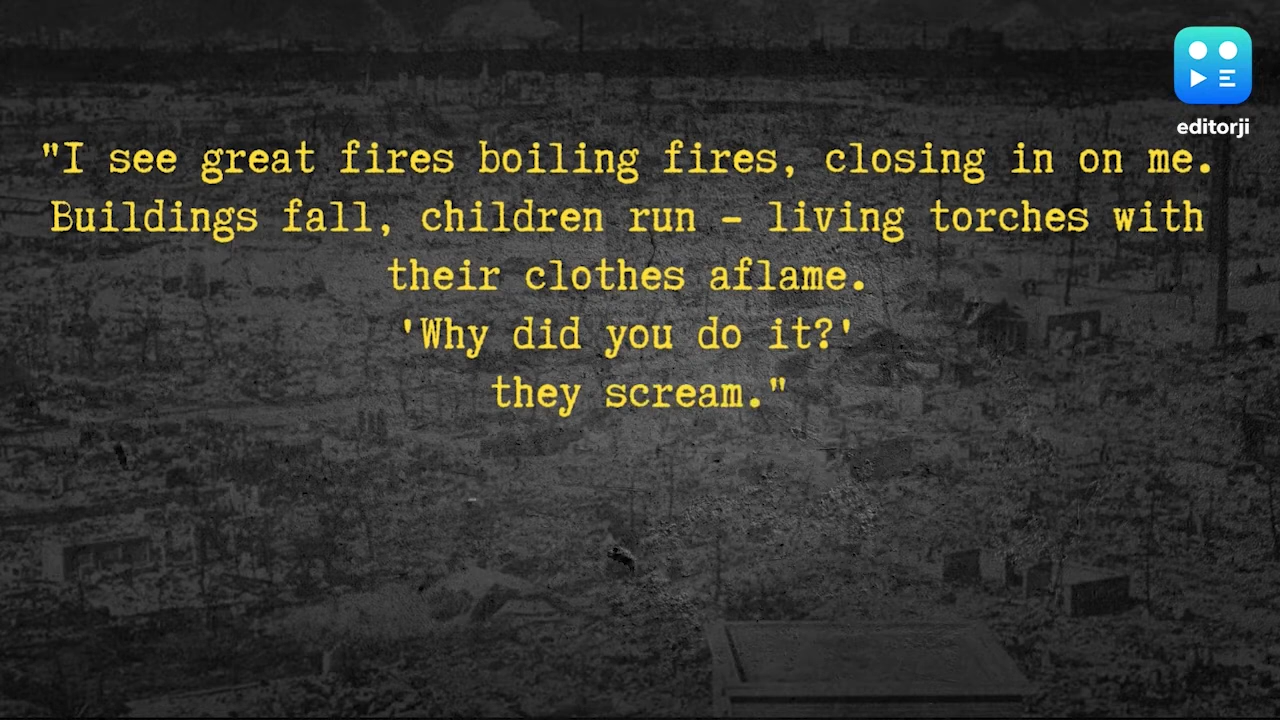 editorji
"I see great fires boiling fires, closing in on me.
Buildings fall, children run – living torches with
their clothes aflame.
'Why did you do it?'
they scream."